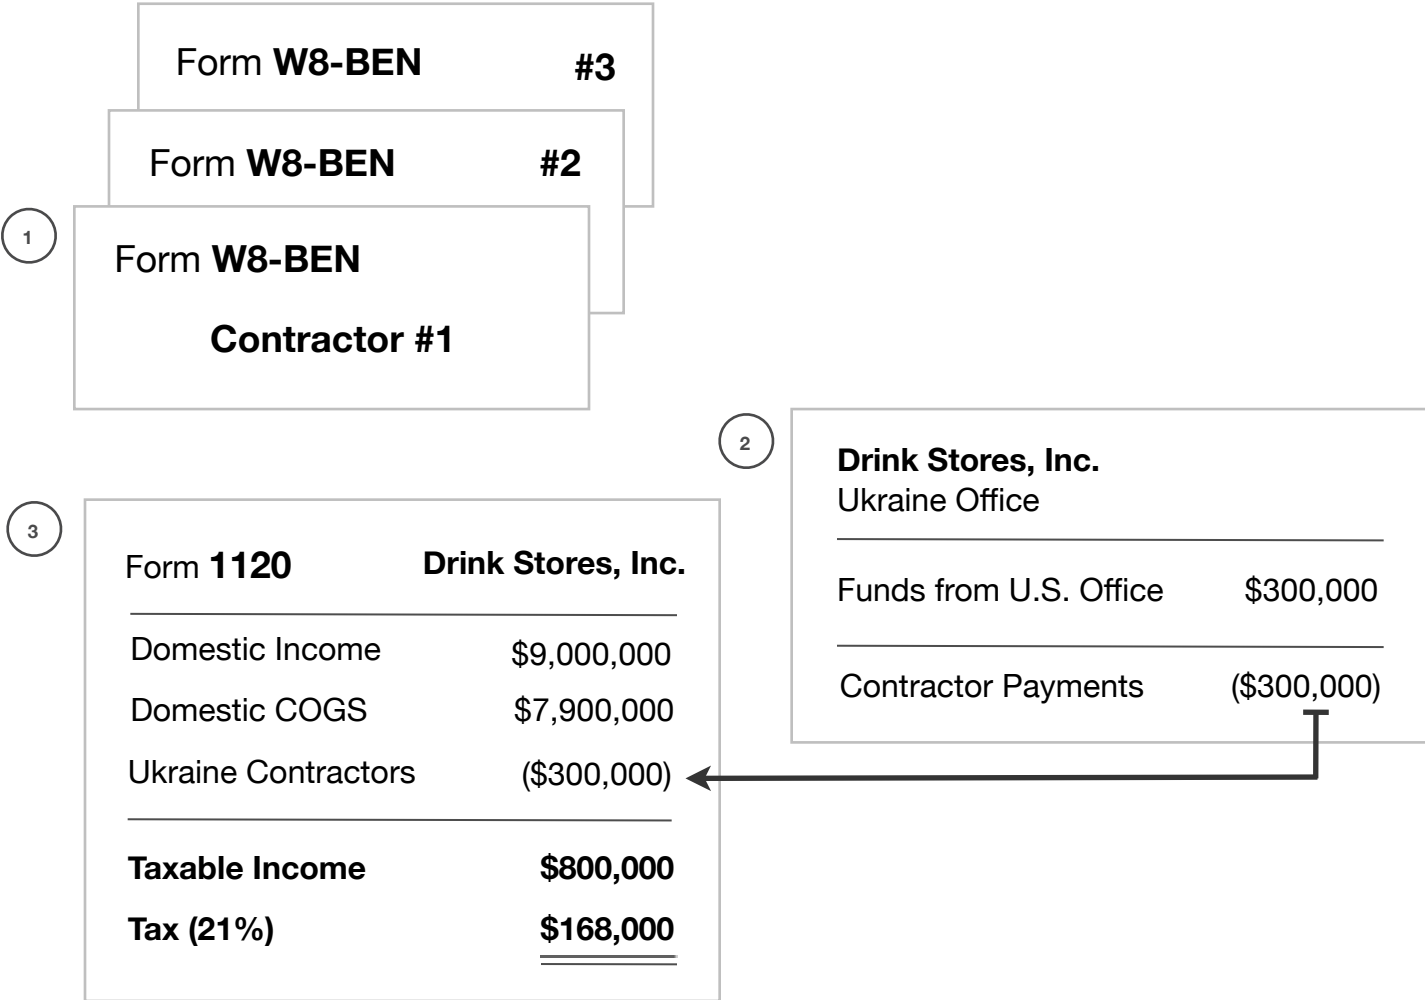 Form W8-BEN #3
Form W8-BEN #2
1
Form W8-BEN
Contractor #1
2
Drink Stores, Inc.
Ukraine Office
Funds from U.S. Office $300,000
Contractor Payments ($300,000)
3
Form 1120 Drink Stores, Inc.
Domestic Income $9,000,000
Domestic COGS $7,900,000
Ukraine Contractors ($300,000)
Taxable Income $800,000
Tax (21%) $168,000